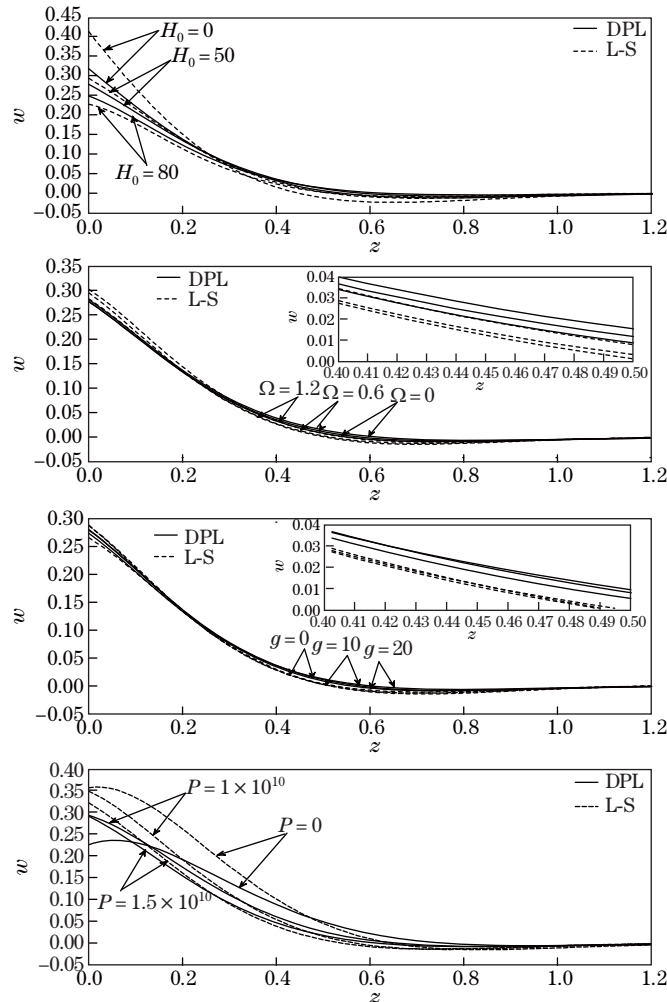 0.45
0.40
0.35
0.30
0.25
0.20
0.15
0.10
0.05
0.00
−0.05
w
H0 = 0
H0 = 50
H0 = 80
DPL
L-S
0.0 0.2 0.4 0.6 0.8 1.0 1.2
z
0.35
0.30
0.25
0.20
0.15
0.10
0.05
0.00
−0.05
w
DPL
L-S
0.04
0.03
0.02
0.01
0.00
w
0.40 0.41 0.42 0.43 0.44 0.45 0.46 0.47 0.48 0.49 0.50
z
Ω = 1.2 Ω = 0.6 Ω = 0
0.0 0.2 0.4 0.6 0.8 1.0 1.2
z
0.30
0.25
0.20
0.15
0.10
0.05
0.00
−0.05
w
DPL
L-S
0.04
0.03
0.02
0.01
0.00
w
0.40 0.41 0.42 0.43 0.44 0.45 0.46 0.47 0.48 0.49 0.50
z
g = 0 g = 10 g = 20
0.0 0.2 0.4 0.6 0.8 1.0 1.2
z
0.40
0.35
0.30
0.25
0.20
0.15
0.10
0.05
0.00
−0.05
w
P = 1 × 10^10
P = 0
P = 1.5 × 10^10
DPL
L-S
0.0 0.2 0.4 0.6 0.8 1.0 1.2
z